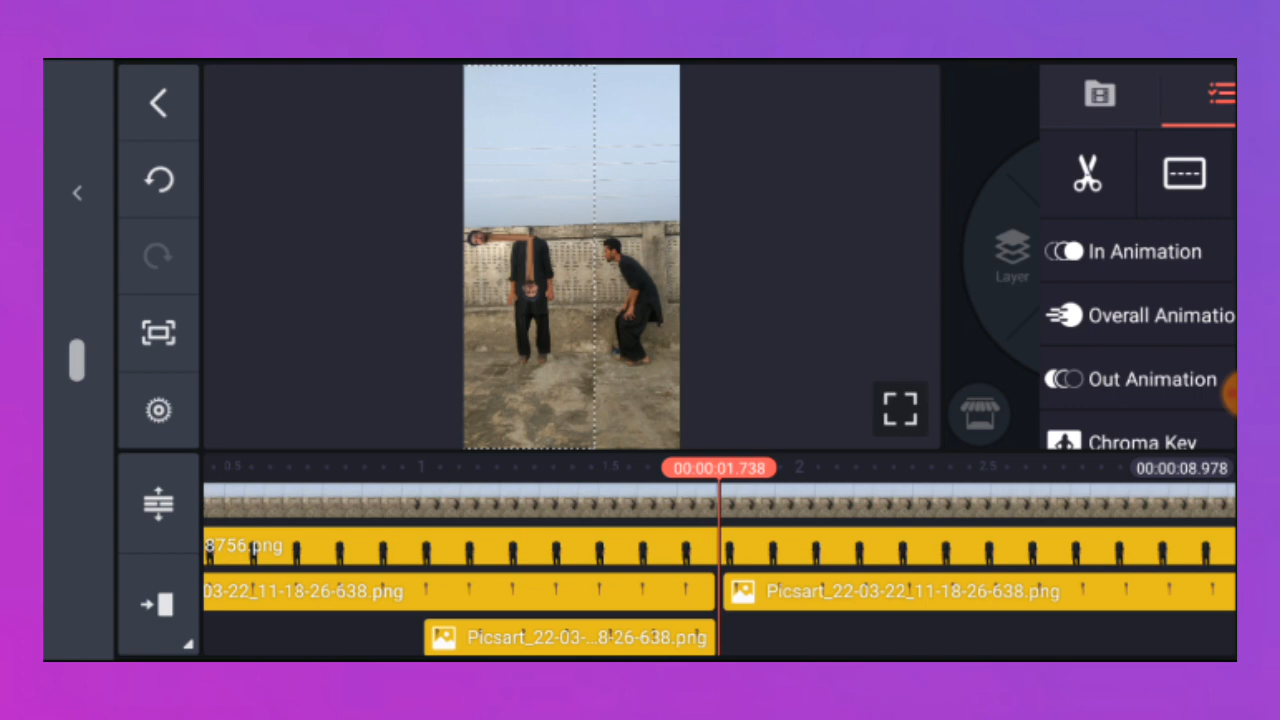 Layer
In Animation
Overall Animatio
Out Animation
Chroma Key
0.5
1
1.5
00:00:01.738
2
2.5
00:00:08.978
8756.png
03-22_11-18-26-638.png
Picsart_22-03-22_11-18-26-638.png
Picsart_22-03-...8-26-638.png